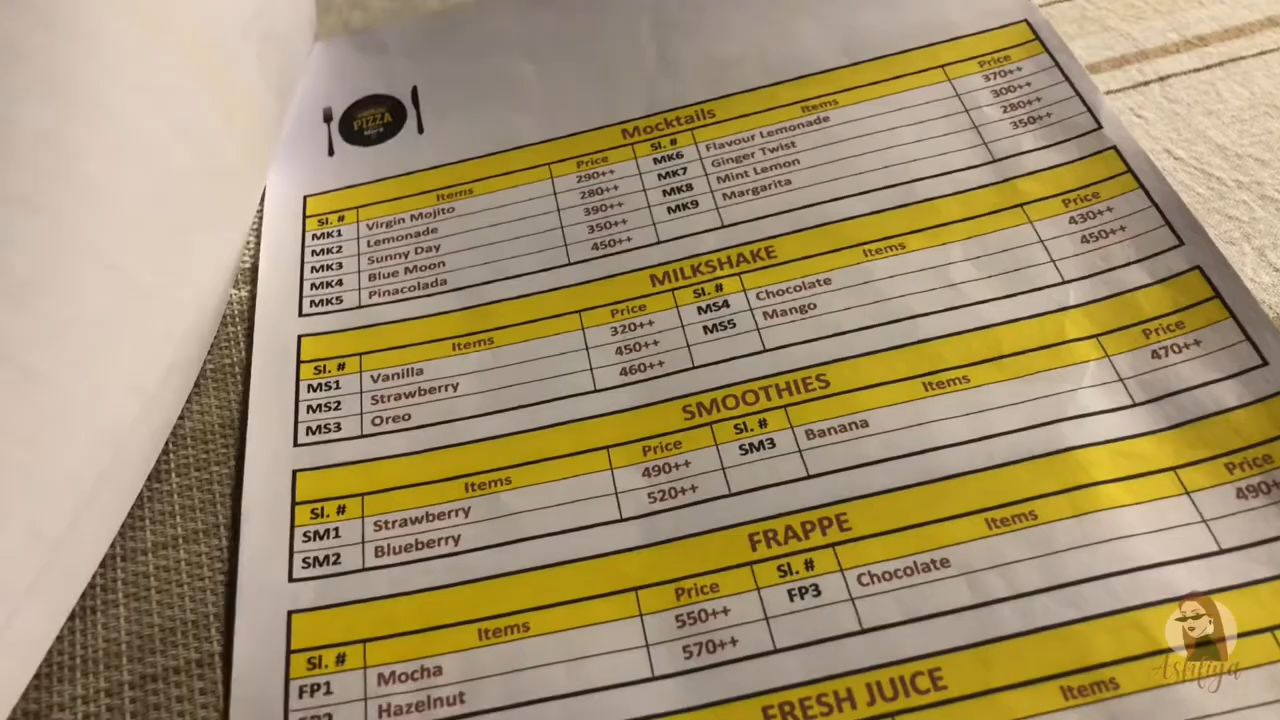 PIZZA
Mocktails
Sl. # Items Price Sl. # Items Price
MK1 Virgin Mojito 290++ MK6 Flavour Lemonade 370++
MK2 Lemonade 280++ MK7 Ginger Twist 300++
MK3 Sunny Day 390++ MK8 Mint Lemon 280++
MK4 Blue Moon 350++ MK9 Margarita 350++
MK5 Pinacolada 450++
MILKSHAKE
Sl. # Items Price Sl. # Items Price
MS1 Vanilla 320++ MS4 Chocolate 430++
MS2 Strawberry 450++ MS5 Mango 450++
MS3 Oreo 460++
SMOOTHIES
Sl. # Items Price Sl. # Items Price
SM1 Strawberry 490++ SM3 Banana 470++
SM2 Blueberry 520++
FRAPPE
Sl. # Items Price Sl. # Items Price
FP1 Mocha 550++ FP3 Chocolate 490+
Hazelnut 570++
FRESH JUICE
Items